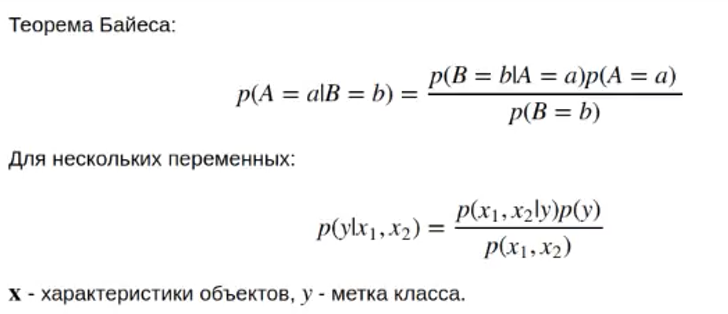 Теорема Байеса:
p(A = a|B = b) = p(B = b|A = a)p(A = a) / p(B = b)
Для нескольких переменных:
p(y|x₁, x₂) = p(x₁, x₂|y)p(y) / p(x₁, x₂)
x - характеристики объектов, y - метка класса.